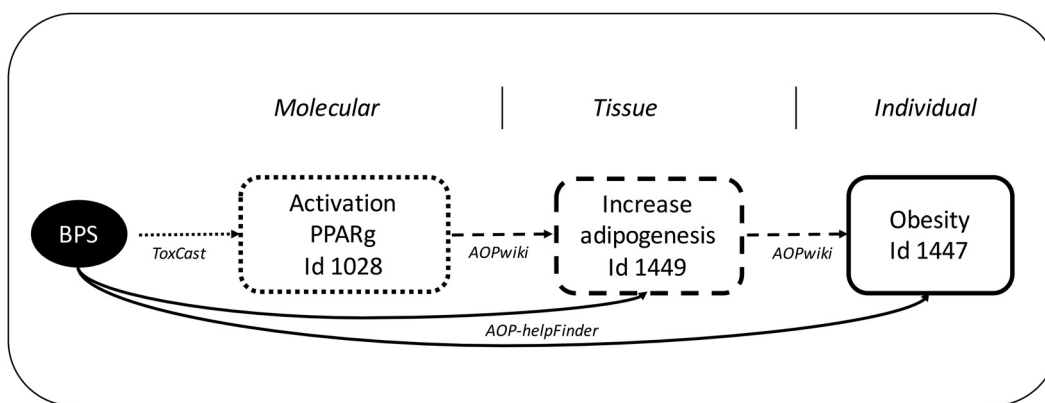 Molecular | Tissue | Individual
BPS
ToxCast
Activation
PPARg
Id 1028
AOPwiki
Increase
adipogenesis
Id 1449
AOPwiki
Obesity
Id 1447
AOP-helpFinder